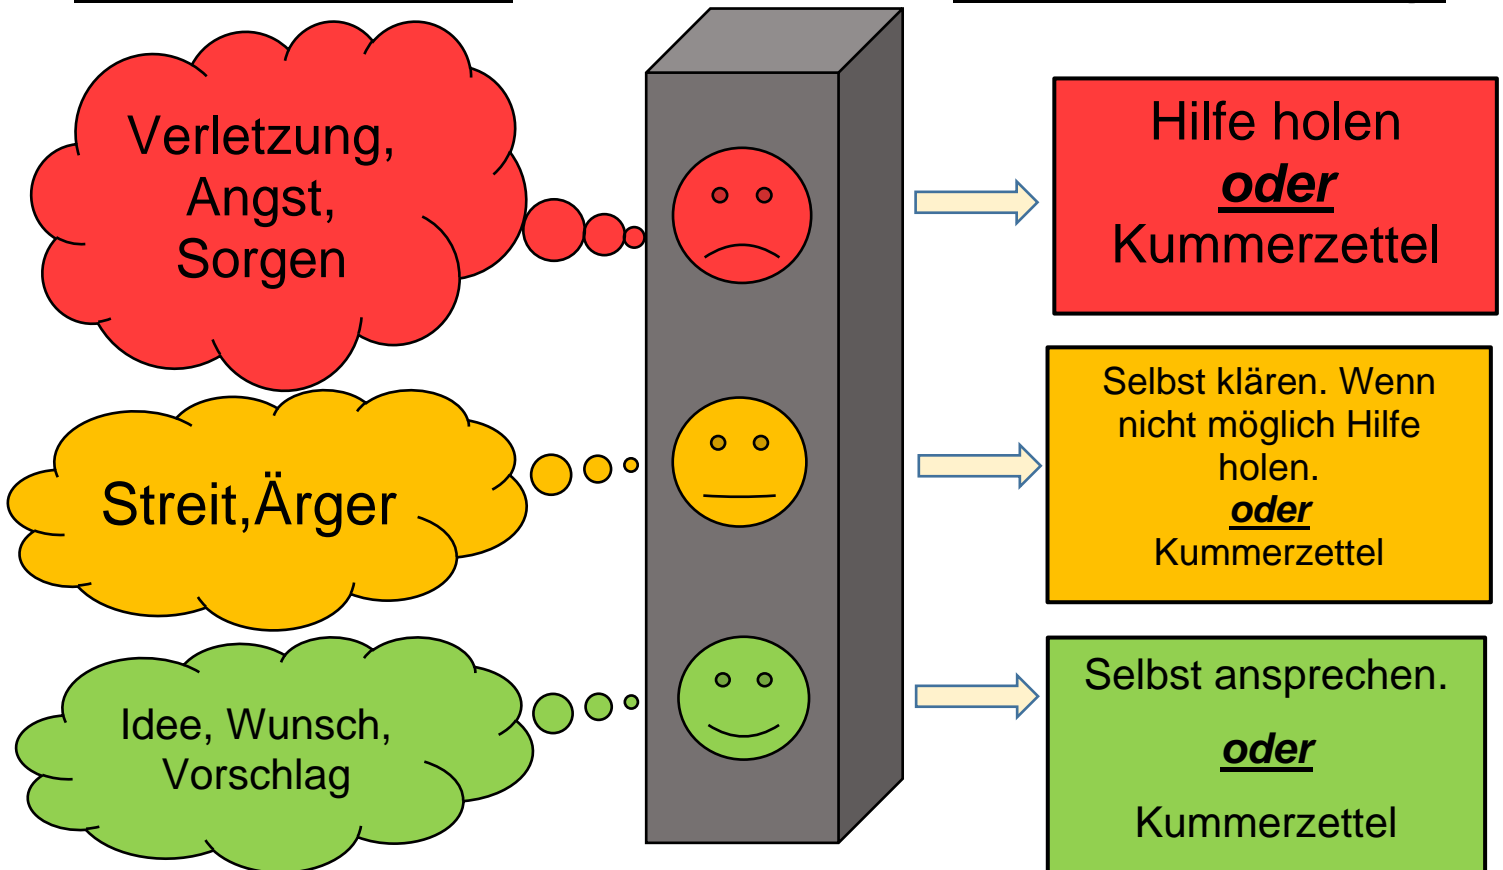 Verletzung,
Angst,
Sorgen
Hilfe holen
oder
Kummerzettel
Streit,Ärger
Selbst klären. Wenn
nicht möglich Hilfe
holen.
oder
Kummerzettel
Idee, Wunsch,
Vorschlag
Selbst ansprechen.
oder
Kummerzettel